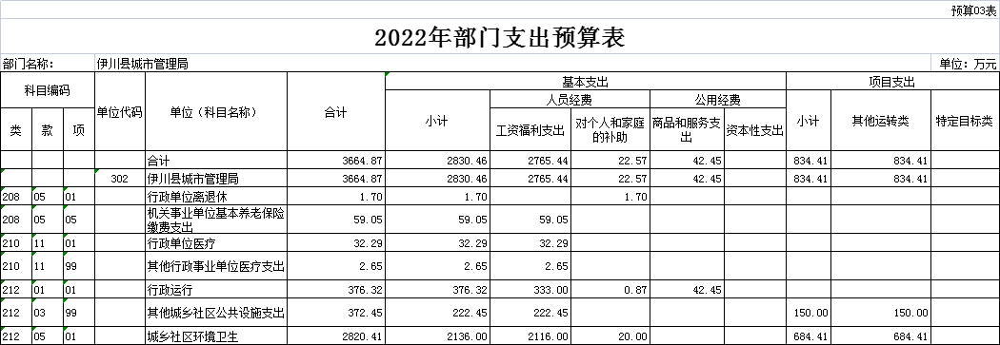 预算03表
2022年部门支出预算表
部门名称： 伊川县城市管理局 单位：万元
科目编码 单位代码 单位（科目名称） 合计 基本支出 项目支出
类 款 项 小计 人员经费 公用经费 小计 其他运转类 特定目标类
工资福利支出 对个人和家庭的补助 商品和服务支出 资本性支出
合计 3664.87 2830.46 2765.44 22.57 42.45 834.41 834.41
302 伊川县城市管理局 3664.87 2830.46 2765.44 22.57 42.45 834.41 834.41
208 05 01 行政单位离退休 1.70 1.70 1.70
208 05 05 机关事业单位基本养老保险缴费支出 59.05 59.05 59.05
210 11 01 行政单位医疗 32.29 32.29 32.29
210 11 99 其他行政事业单位医疗支出 2.65 2.65 2.65
212 01 01 行政运行 376.32 376.32 333.00 0.87 42.45
212 03 99 其他城乡社区公共设施支出 372.45 222.45 222.45 150.00 150.00
212 05 01 城乡社区环境卫生 2820.41 2136.00 2116.00 20.00 684.41 684.41